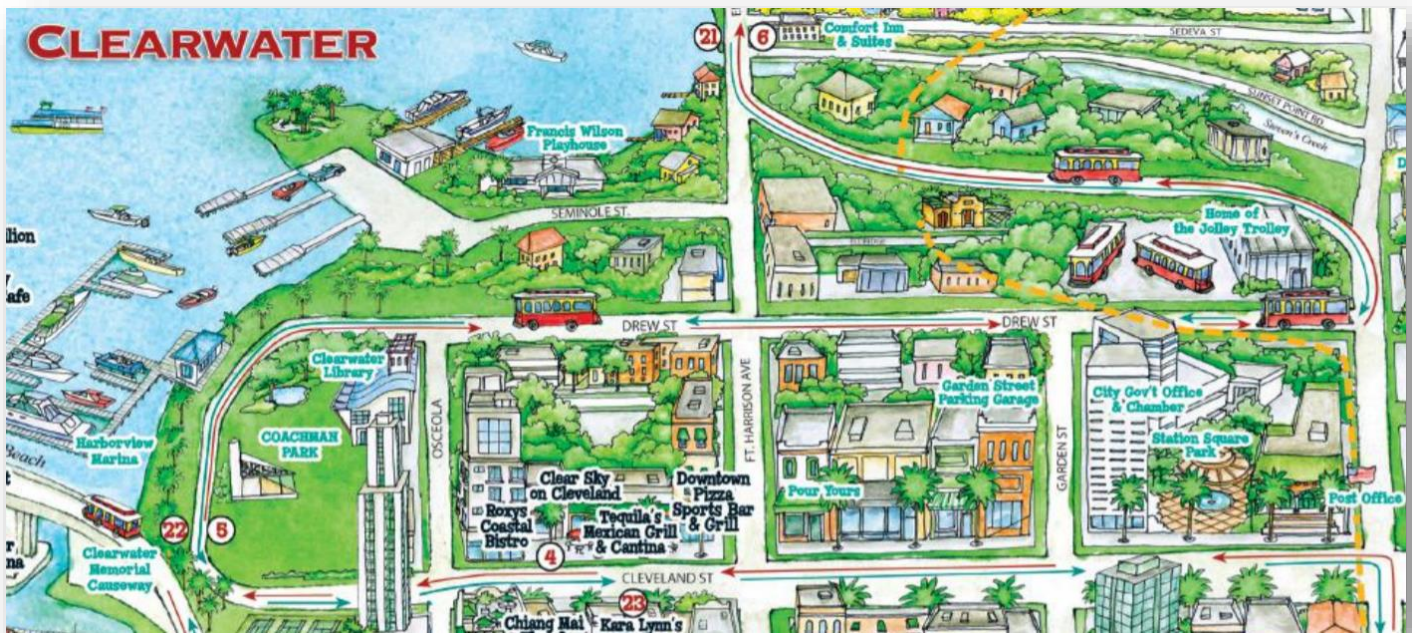 CLEARWATER
21
6
Comfort Inn
& Suites
SEDEVA ST
SUNSET POINT RD
Steven's Creek
Francis Wilson
Playhouse
SEMINOLE ST.
Home of
the Jolley Trolley
DREW ST
DREW ST
Clearwater
Library
Harborview
Marina
COACHMAN
PARK
OSCEOLA
FT. HARRISON AVE
Garden Street
Parking Garage
GARDEN ST
City Gov't Office
& Chamber
Station Square
Park
Post Office
Pour Yours
Clear Sky
on Cleveland
Downtown
Pizza
Sports Bar
& Grill
Roxys
Coastal
Bistro
Tequila's
Mexican Grill
& Cantina
Beach
22
5
4
Clearwater
Memorial
Causeway
CLEVELAND ST
23
Chiang Mai
Kara Lynn's